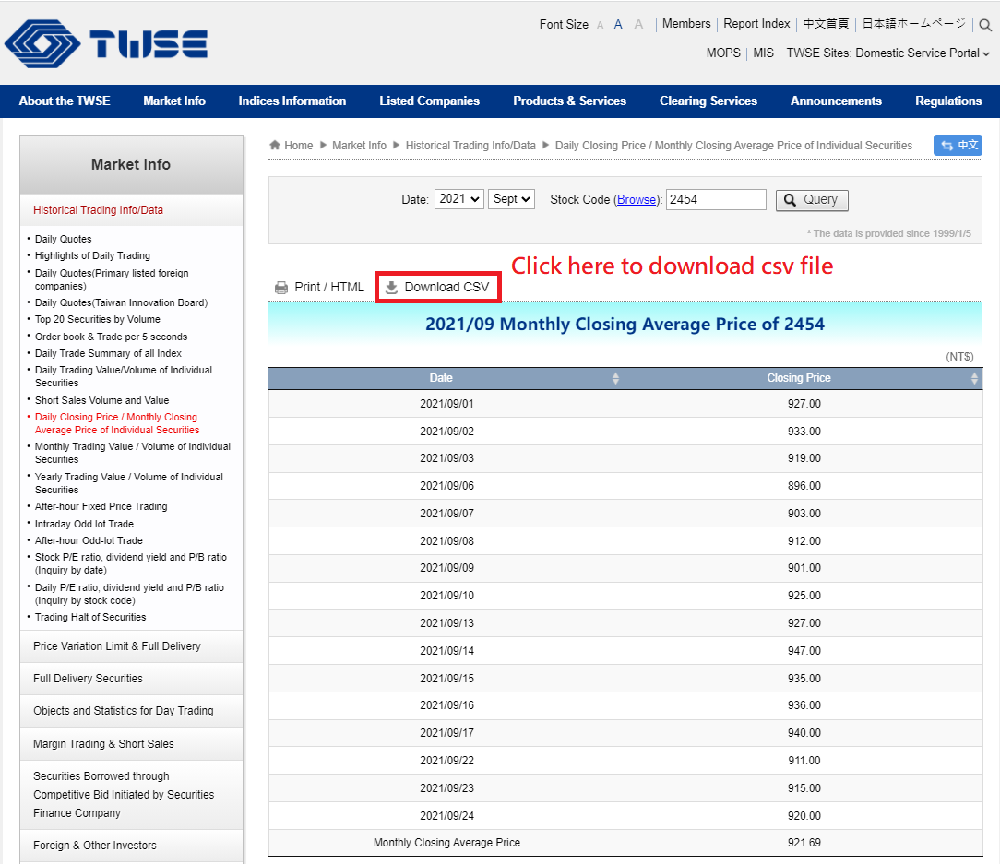 TWSE
Font Size A A A Members Report Index 中文首頁 日本語ホームページ
MOPS MIS TWSE Sites: Domestic Service Portal
About the TWSE Market Info Indices Information Listed Companies Products & Services Clearing Services Announcements Regulations
Market Info
Historical Trading Info/Data
• Daily Quotes
• Highlights of Daily Trading
• Daily Quotes(Primary listed foreign
companies)
• Daily Quotes(Taiwan Innovation Board)
• Top 20 Securities by Volume
• Order book & Trade per 5 seconds
• Daily Trade Summary of all Index
• Daily Trading Value/Volume of Individual
Securities
• Short Sales Volume and Value
• Daily Closing Price / Monthly Closing
Average Price of Individual Securities
• Monthly Trading Value / Volume of Individual
Securities
• Yearly Trading Value / Volume of Individual
Securities
• After-hour Fixed Price Trading
• Intraday Odd lot Trade
• After-hour Odd-lot Trade
• Stock P/E ratio, dividend yield and P/B ratio
(Inquiry by date)
• Daily P/E ratio, dividend yield and P/B ratio
(Inquiry by stock code)
• Trading Halt of Securities
Price Variation Limit & Full Delivery
Full Delivery Securities
Objects and Statistics for Day Trading
Margin Trading & Short Sales
Securities Borrowed through
Competitive Bid Initiated by Securities
Finance Company
Foreign & Other Investors
Home Market Info Historical Trading Info/Data Daily Closing Price / Monthly Closing Average Price of Individual Securities 中文
Date: 2021 Sept Stock Code (Browse): 2454 Query
* The data is provided since 1999/1/5
Click here to download csv file
Print / HTML Download CSV
2021/09 Monthly Closing Average Price of 2454
(NT$)
Date Closing Price
2021/09/01 927.00
2021/09/02 933.00
2021/09/03 919.00
2021/09/06 896.00
2021/09/07 903.00
2021/09/08 912.00
2021/09/09 901.00
2021/09/10 925.00
2021/09/13 927.00
2021/09/14 947.00
2021/09/15 935.00
2021/09/16 936.00
2021/09/17 940.00
2021/09/22 911.00
2021/09/23 915.00
2021/09/24 920.00
Monthly Closing Average Price 921.69